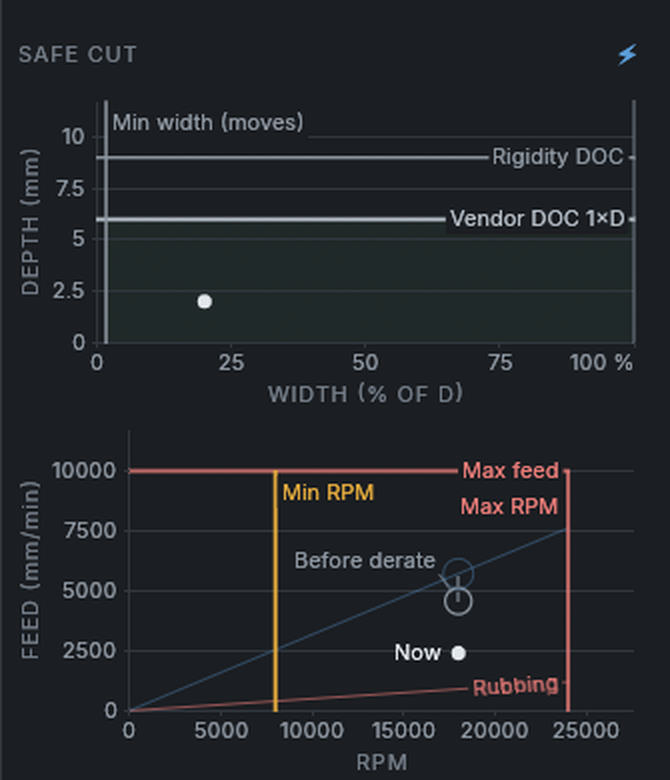 SAFE CUT
Min width (moves)
10
Rigidity DOC
7.5
Vendor DOC 1×D
5
2.5
0
DEPTH (mm)
0 25 50 75 100 %
WIDTH (% OF D)
10000
Max feed
Min RPM
Max RPM
7500
Before derate
5000
Now
2500
Rubbing
0
FEED (mm/min)
0 5000 10000 15000 20000 25000
RPM